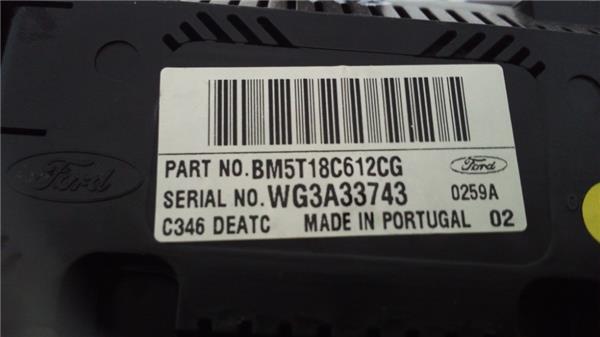 Ford
PART NO.BM5T18C612CG
Ford
SERIAL NO.WG3A33743 0259A
C346 DEATC MADE IN PORTUGAL 02